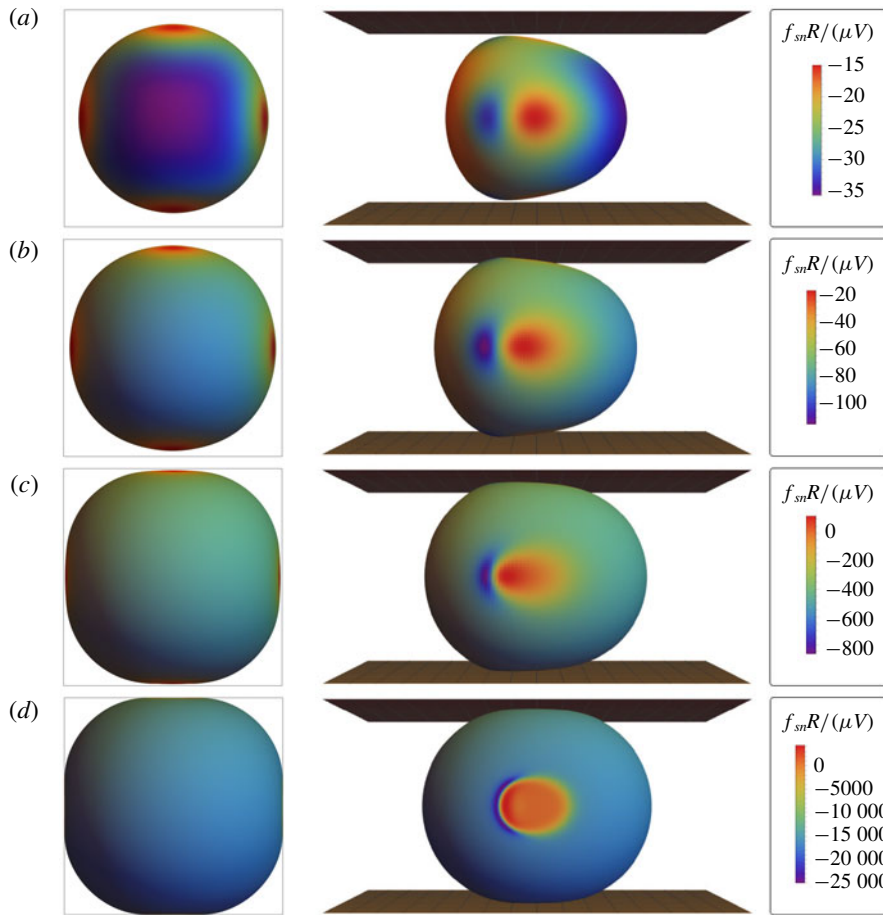 (a)
f_{sn}R/(μV)
−15
−20
−25
−30
−35
(b)
f_{sn}R/(μV)
−20
−40
−60
−80
−100
(c)
f_{sn}R/(μV)
0
−200
−400
−600
−800
(d)
f_{sn}R/(μV)
0
−5000
−10 000
−15 000
−20 000
−25 000